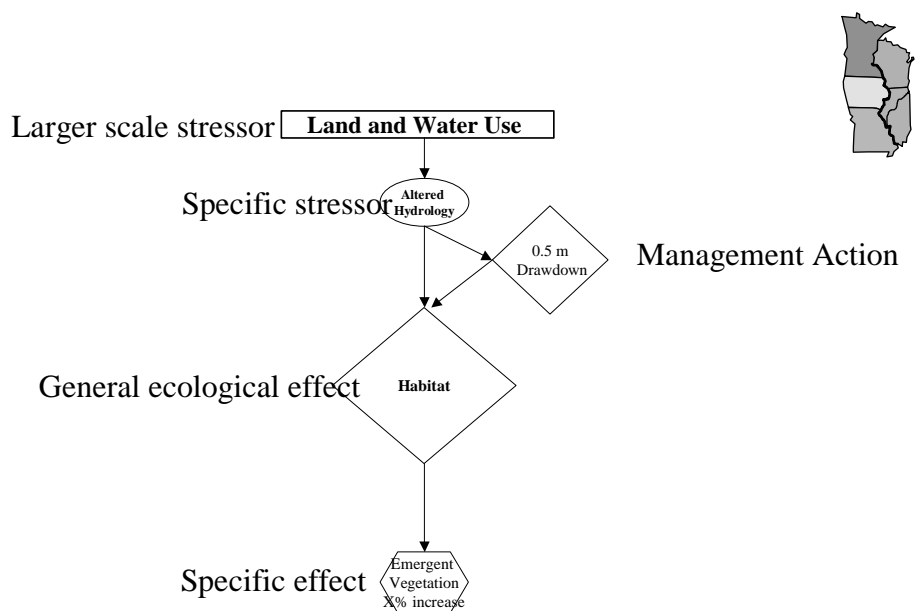 Larger scale stressor
Land and Water Use
Specific stressor
Altered
Hydrology
0.5 m
Drawdown
Management Action
General ecological effect
Habitat
Specific effect
Emergent
Vegetation
X% increase